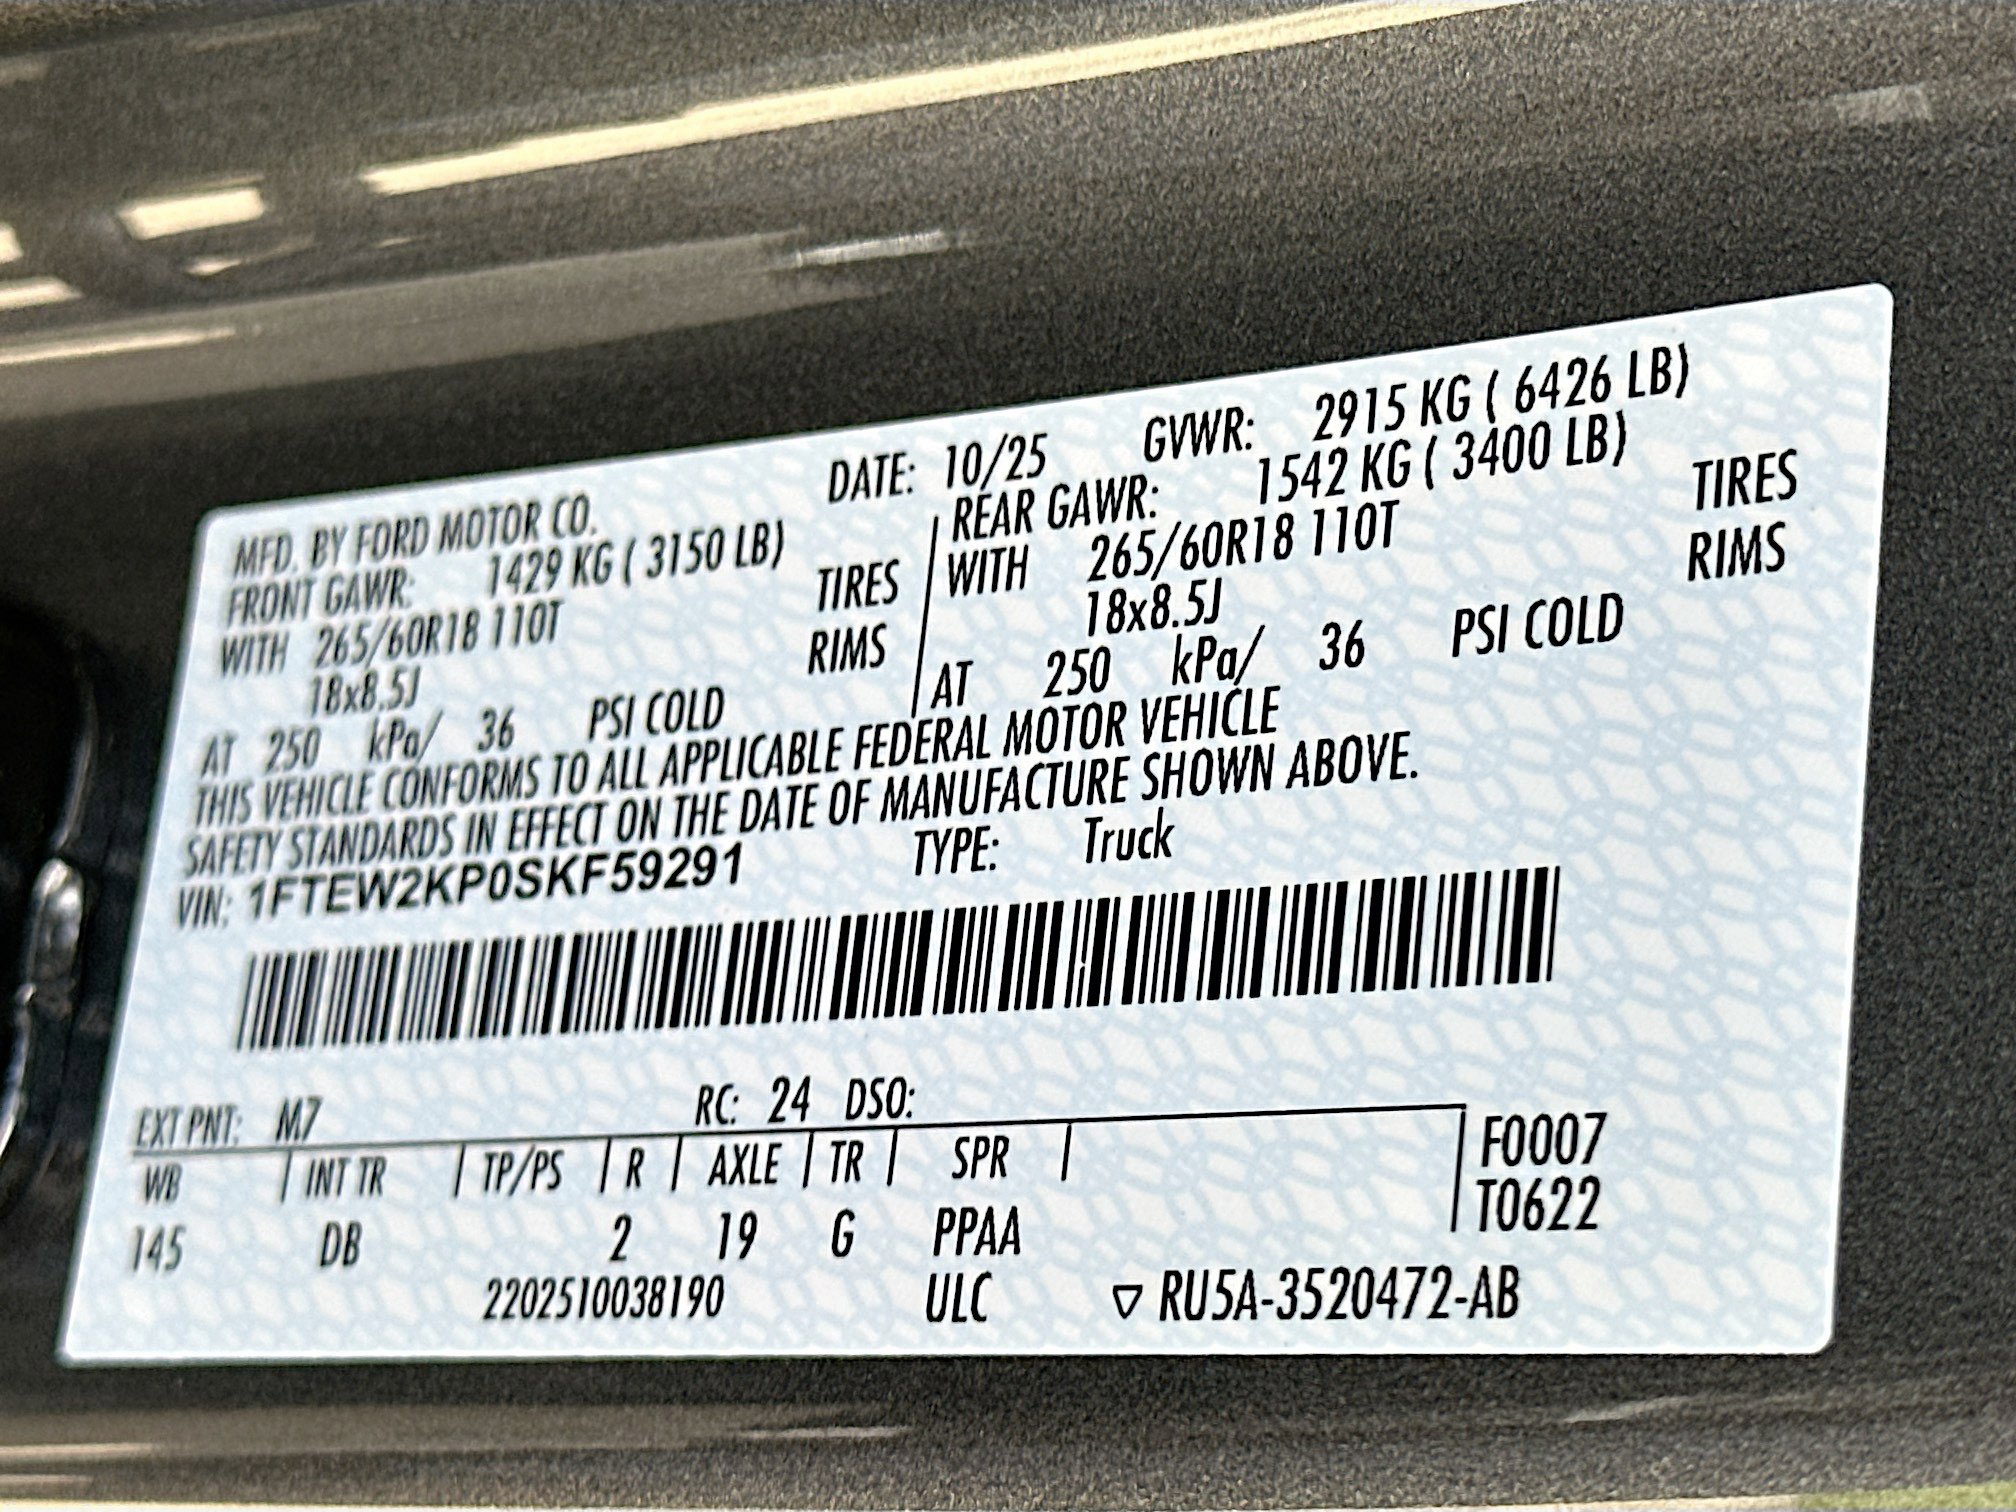 MFD. BY FORD MOTOR CO. DATE: 10/25 GVWR: 2915 KG ( 6426 LB)
FRONT GAWR: 1429 KG ( 3150 LB) REAR GAWR: 1542 KG ( 3400 LB)
WITH 265/60R18 110T TIRES WITH 265/60R18 110T TIRES
18x8.5J RIMS 18x8.5J RIMS
AT 250 kPa/ 36 PSI COLD AT 250 kPa/ 36 PSI COLD
THIS VEHICLE CONFORMS TO ALL APPLICABLE FEDERAL MOTOR VEHICLE
SAFETY STANDARDS IN EFFECT ON THE DATE OF MANUFACTURE SHOWN ABOVE.
VIN: 1FTEW2KP0SKF59291 TYPE: Truck
EXT PNT: M7 RC: 24 DSO:
WB INT TR TP/PS R AXLE TR SPR F0007
145 DB 2 19 G PPAA T0622
2202510038190 ULC ▽ RU5A-3520472-AB